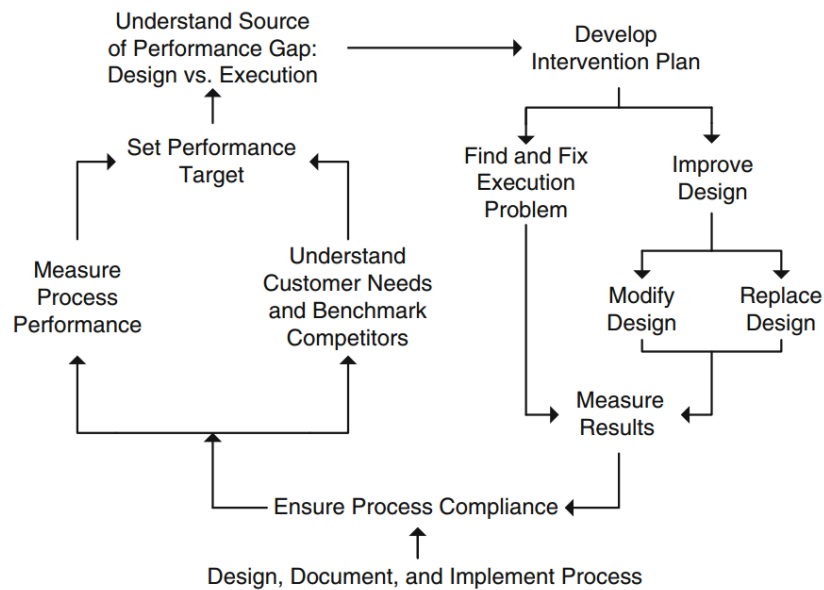 Understand Source
of Performance Gap:
Design vs. Execution
Develop
Intervention Plan
Set Performance
Target
Find and Fix
Execution
Problem
Improve
Design
Measure
Process
Performance
Understand
Customer Needs
and Benchmark
Competitors
Modify
Design
Replace
Design
Measure
Results
Ensure Process Compliance
Design, Document, and Implement Process